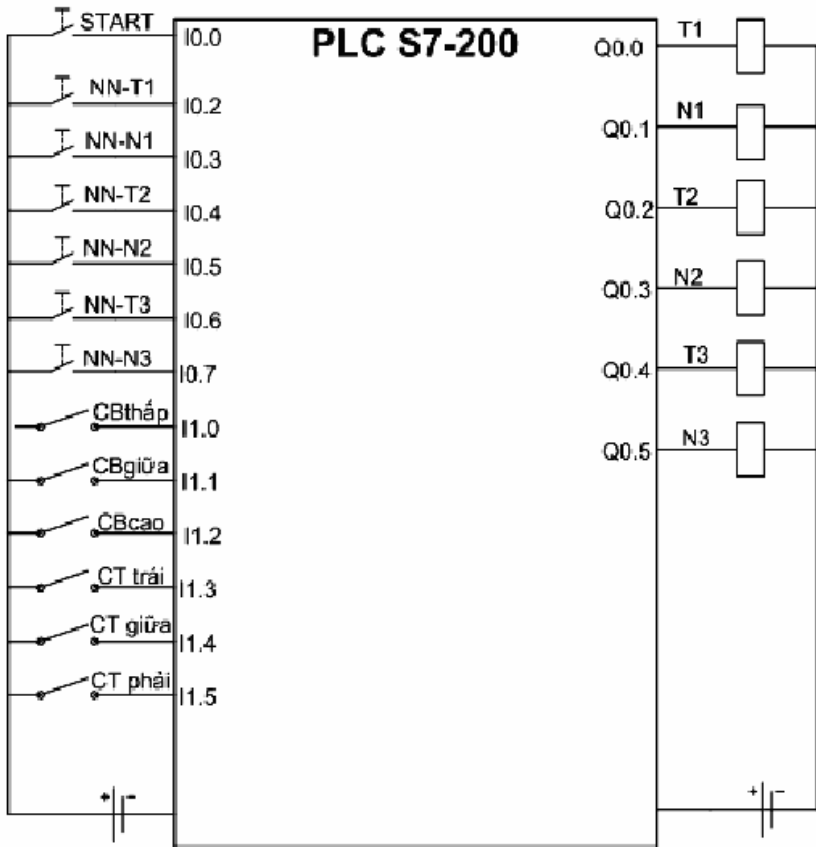 PLC S7-200
START I0.0
NN-T1 I0.2
NN-N1 I0.3
NN-T2 I0.4
NN-N2 I0.5
NN-T3 I0.6
NN-N3 I0.7
CBthấp I1.0
CBgiữa I1.1
CBcao I1.2
CT trái I1.3
CT giữa I1.4
CT phải I1.5
+ -
Q0.0 T1
Q0.1 N1
Q0.2 T2
Q0.3 N2
Q0.4 T3
Q0.5 N3
+ -